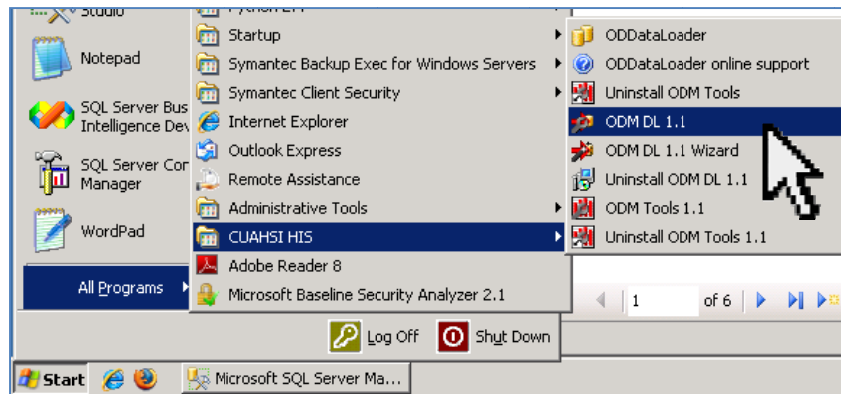 Studio
Notepad
SQL Server Bus
Intelligence Dev
SQL Server Con
Manager
WordPad
All Programs
Startup
Symantec Backup Exec for Windows Servers
Symantec Client Security
Internet Explorer
Outlook Express
Remote Assistance
Administrative Tools
CUAHSI HIS
Adobe Reader 8
Microsoft Baseline Security Analyzer 2.1
ODDataLoader
ODDataLoader online support
Uninstall ODM Tools
ODM DL 1.1
ODM DL 1.1 Wizard
Uninstall ODM DL 1.1
ODM Tools 1.1
Uninstall ODM Tools 1.1
1 of 6
Log Off Shut Down
Start Microsoft SQL Server Ma...